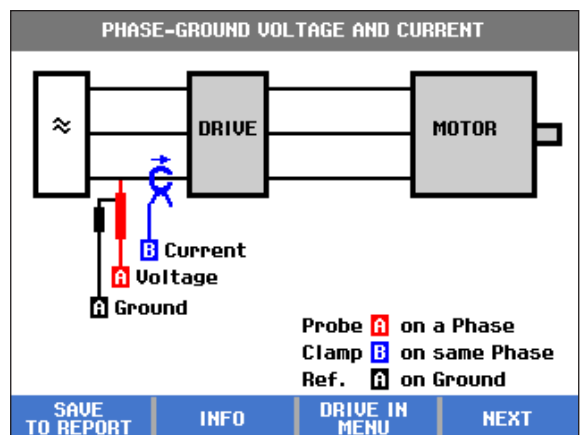 PHASE-GROUND VOLTAGE AND CURRENT
≈
DRIVE
MOTOR
B Current
A Voltage
A Ground
Probe A on a Phase
Clamp B on same Phase
Ref. A on Ground
SAVE
TO REPORT
INFO
DRIVE IN
MENU
NEXT